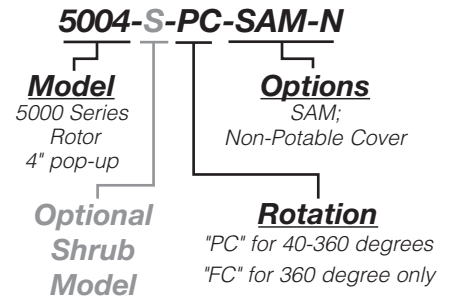 5004-S-PC-SAM-N
Model
5000 Series
Rotor
4" pop-up
Options
SAM;
Non-Potable Cover
Optional
Shrub
Model
Rotation
"PC" for 40-360 degrees
"FC" for 360 degree only